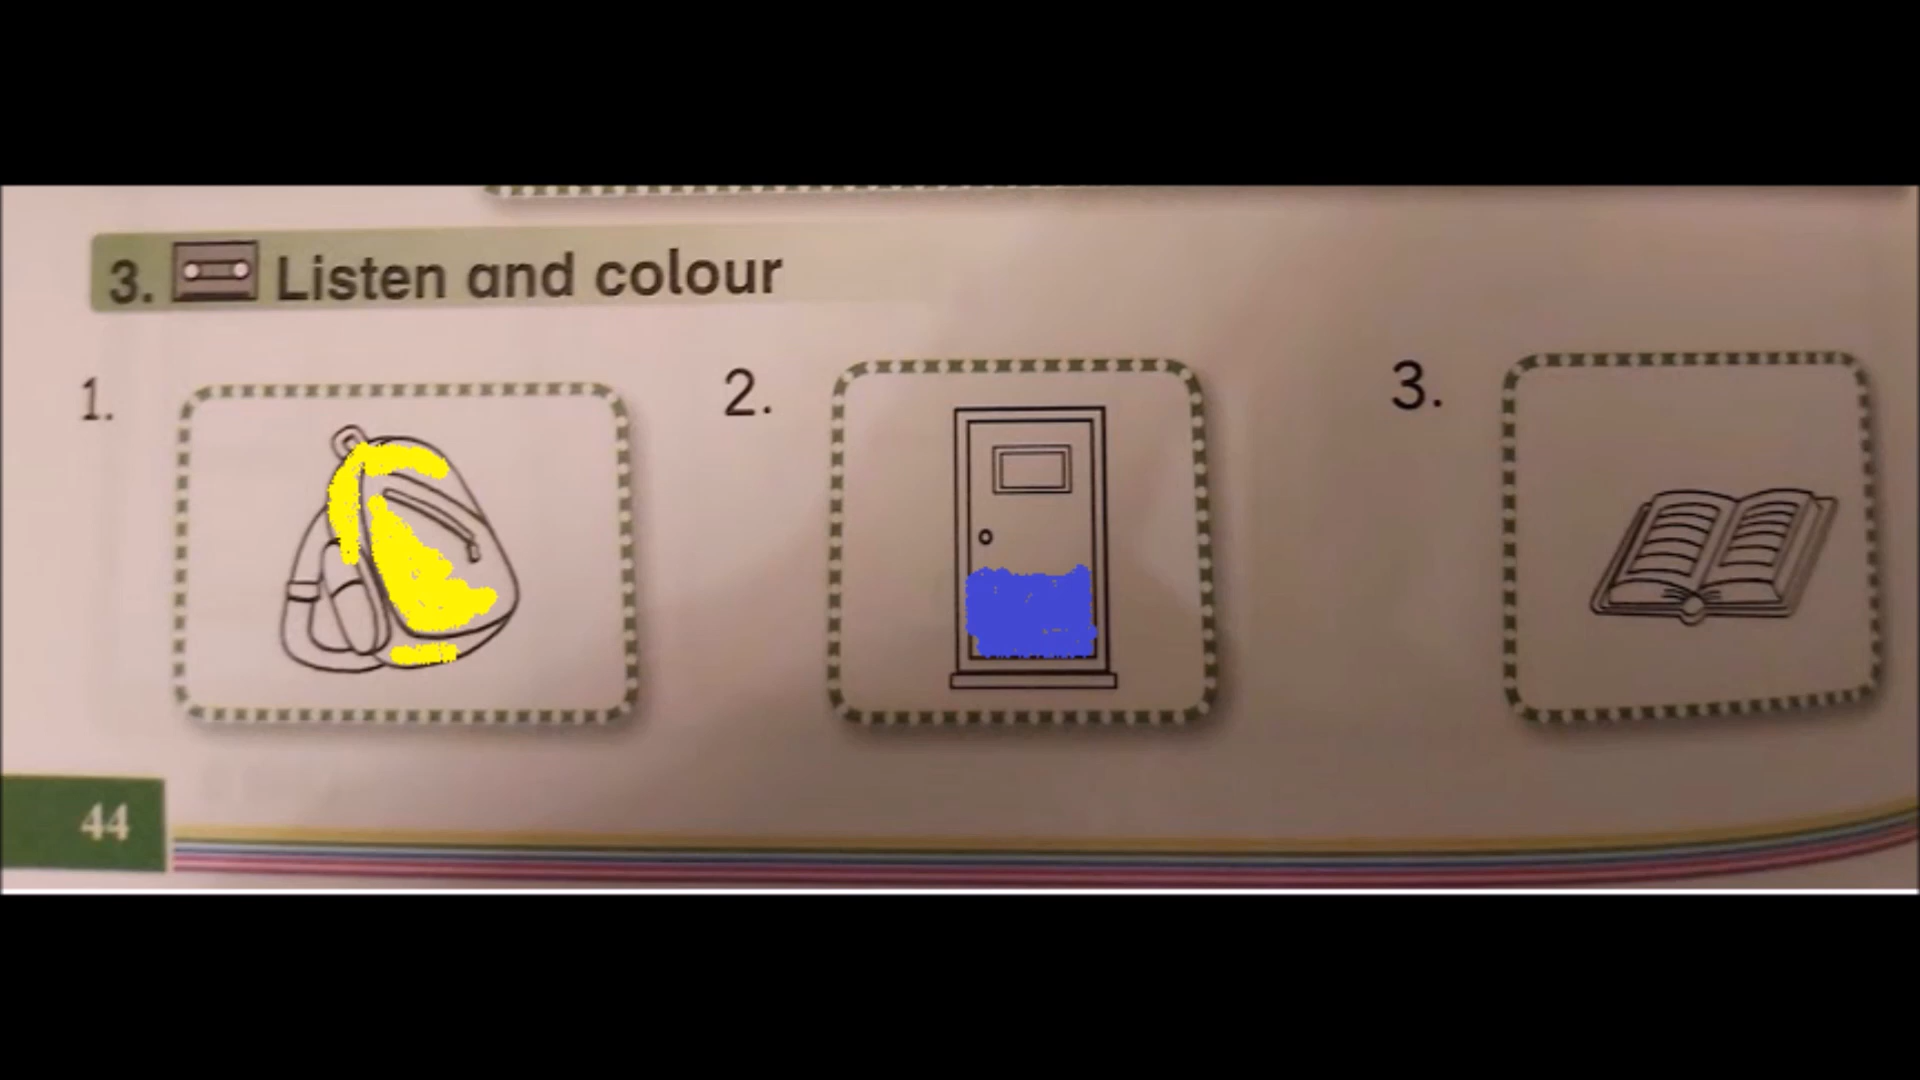 3. Listen and colour
1.
2.
3.
44